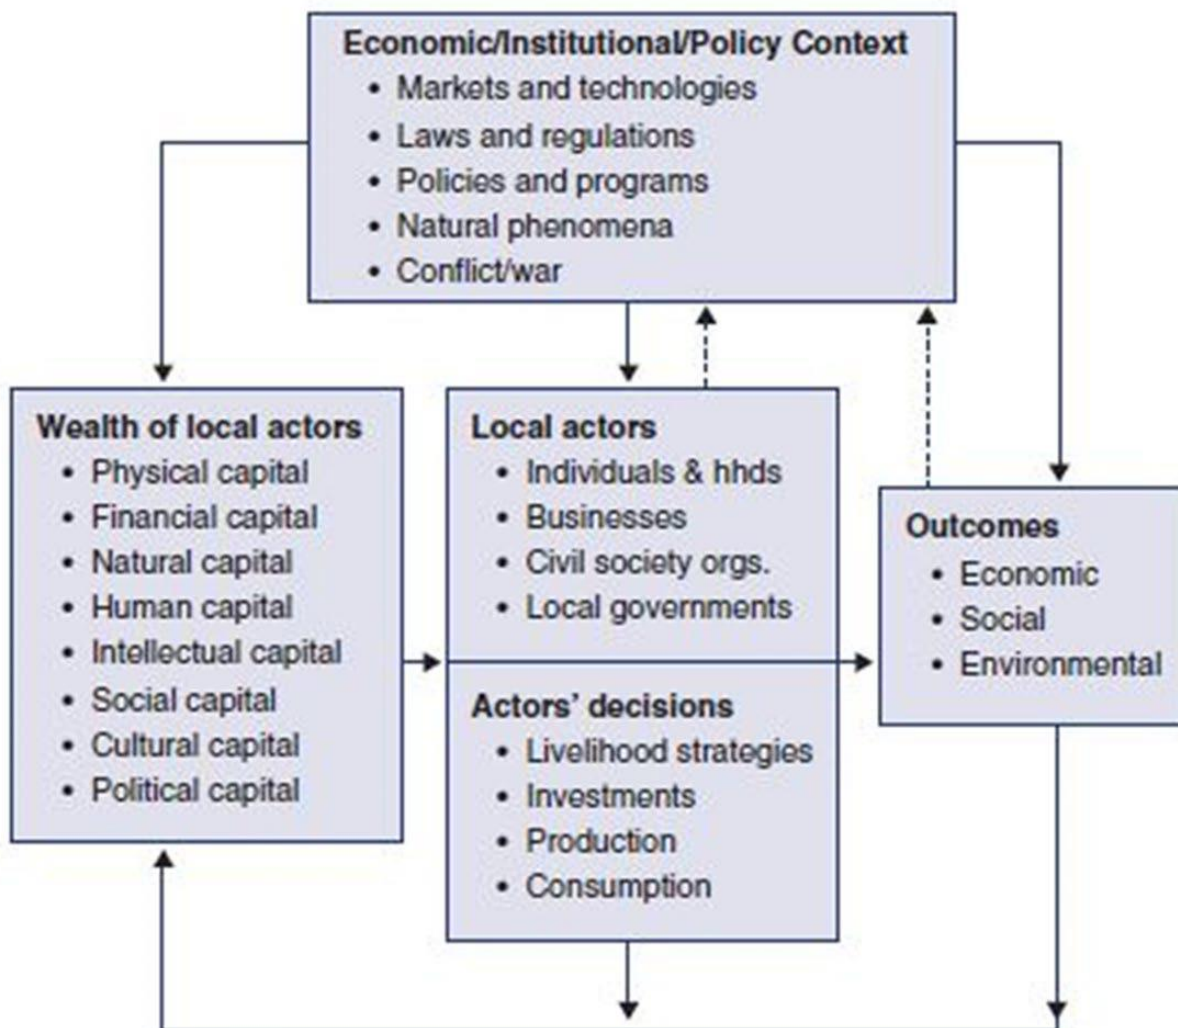 Economic/Institutional/Policy Context
• Markets and technologies
• Laws and regulations
• Policies and programs
• Natural phenomena
• Conflict/war
Wealth of local actors
• Physical capital
• Financial capital
• Natural capital
• Human capital
• Intellectual capital
• Social capital
• Cultural capital
• Political capital
Local actors
• Individuals & hhds
• Businesses
• Civil society orgs.
• Local governments
Actors’ decisions
• Livelihood strategies
• Investments
• Production
• Consumption
Outcomes
• Economic
• Social
• Environmental